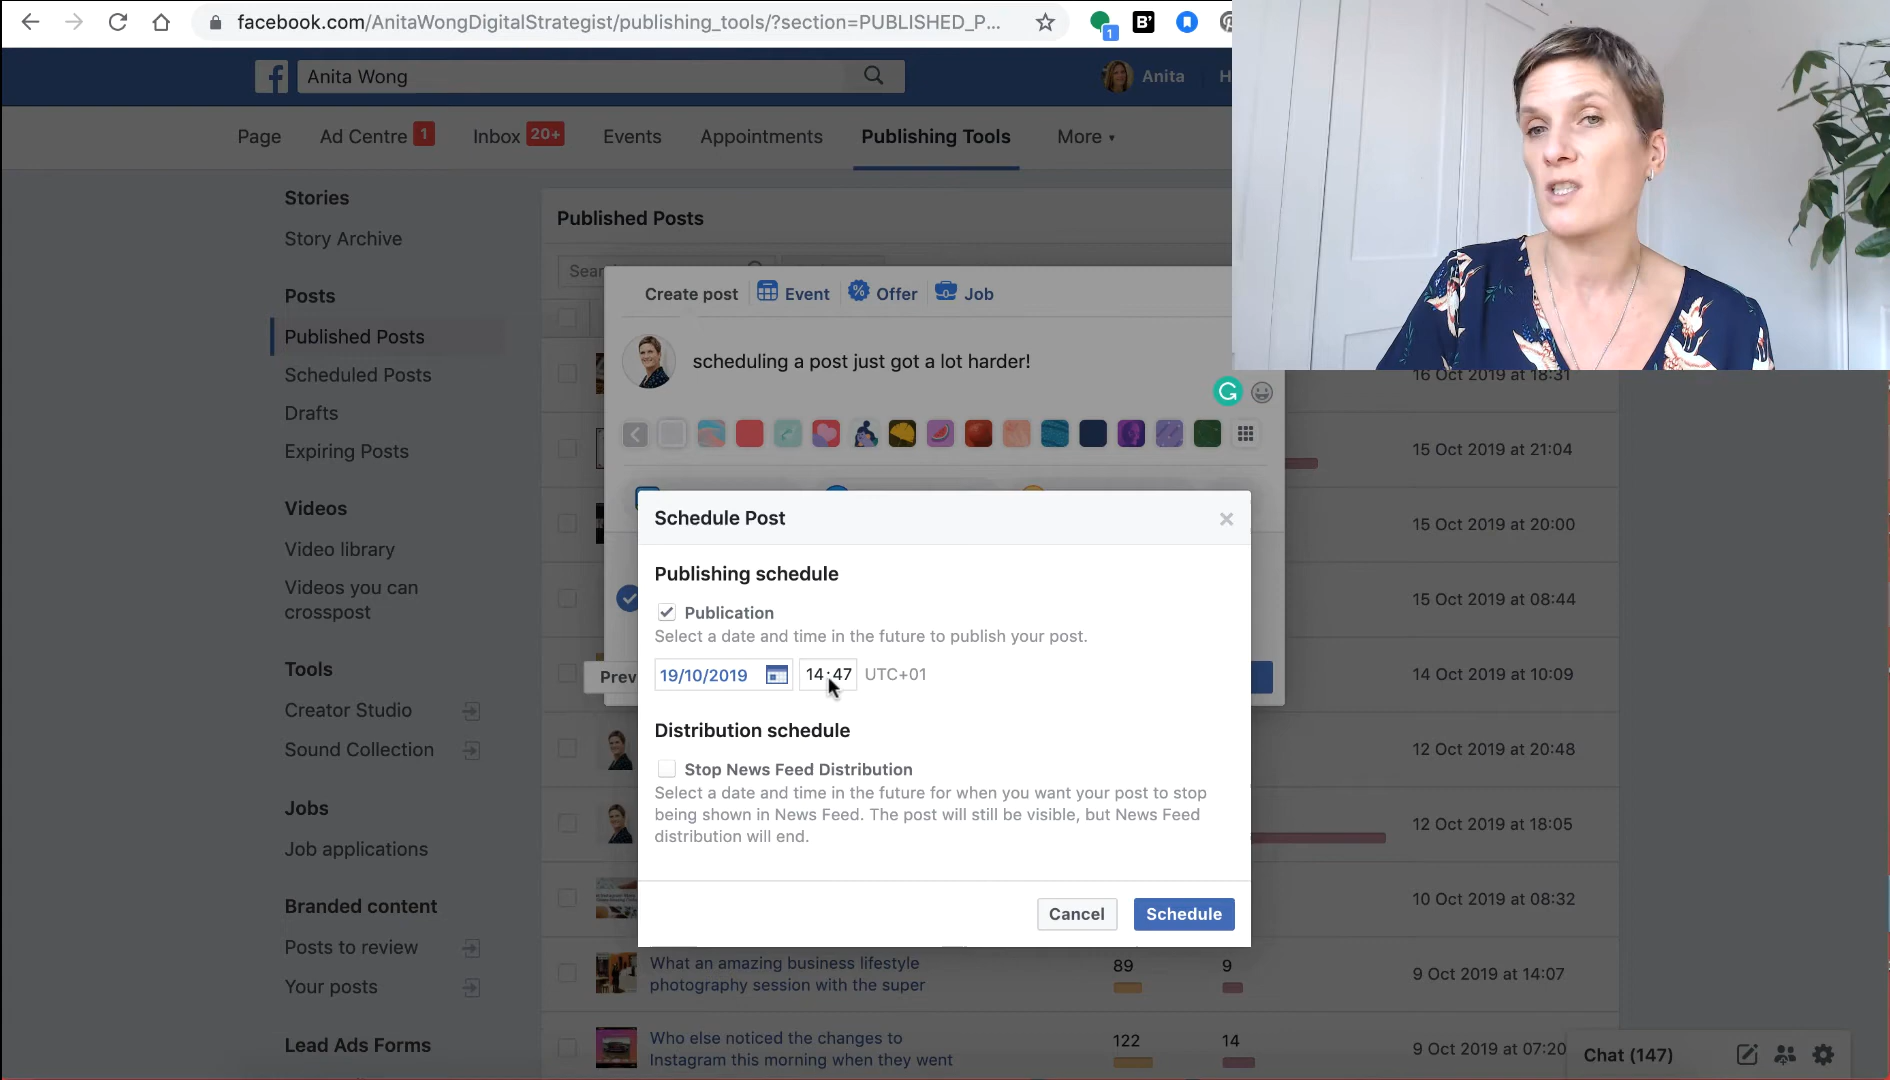 facebook.com/AnitaWongDigitalStrategist/publishing_tools/?section=PUBLISHED_P...
1
B'
Anita Wong
Anita
H
Page
Ad Centre 1
Inbox 20+
Events
Appointments
Publishing Tools
More
Stories
Story Archive
Posts
Published Posts
Scheduled Posts
Drafts
Expiring Posts
Videos
Video library
Videos you can
crosspost
Tools
Creator Studio
Sound Collection
Jobs
Job applications
Branded content
Posts to review
Your posts
Lead Ads Forms
Published Posts
Sear
Create post
Event
Offer
Job
scheduling a post just got a lot harder!
Prev
Schedule Post
Publishing schedule
Publication
Select a date and time in the future to publish your post.
19/10/2019
14:47
UTC+01
Distribution schedule
Stop News Feed Distribution
Select a date and time in the future for when you want your post to stop
being shown in News Feed. The post will still be visible, but News Feed
distribution will end.
Cancel
Schedule
16 Oct 2019 at 18:31
15 Oct 2019 at 21:04
15 Oct 2019 at 20:00
15 Oct 2019 at 08:44
14 Oct 2019 at 10:09
12 Oct 2019 at 20:48
12 Oct 2019 at 18:05
10 Oct 2019 at 08:32
What an amazing business lifestyle
photography session with the super
89
9
9 Oct 2019 at 14:07
Who else noticed the changes to
Instagram this morning when they went
122
14
9 Oct 2019 at 07:20
Chat (147)